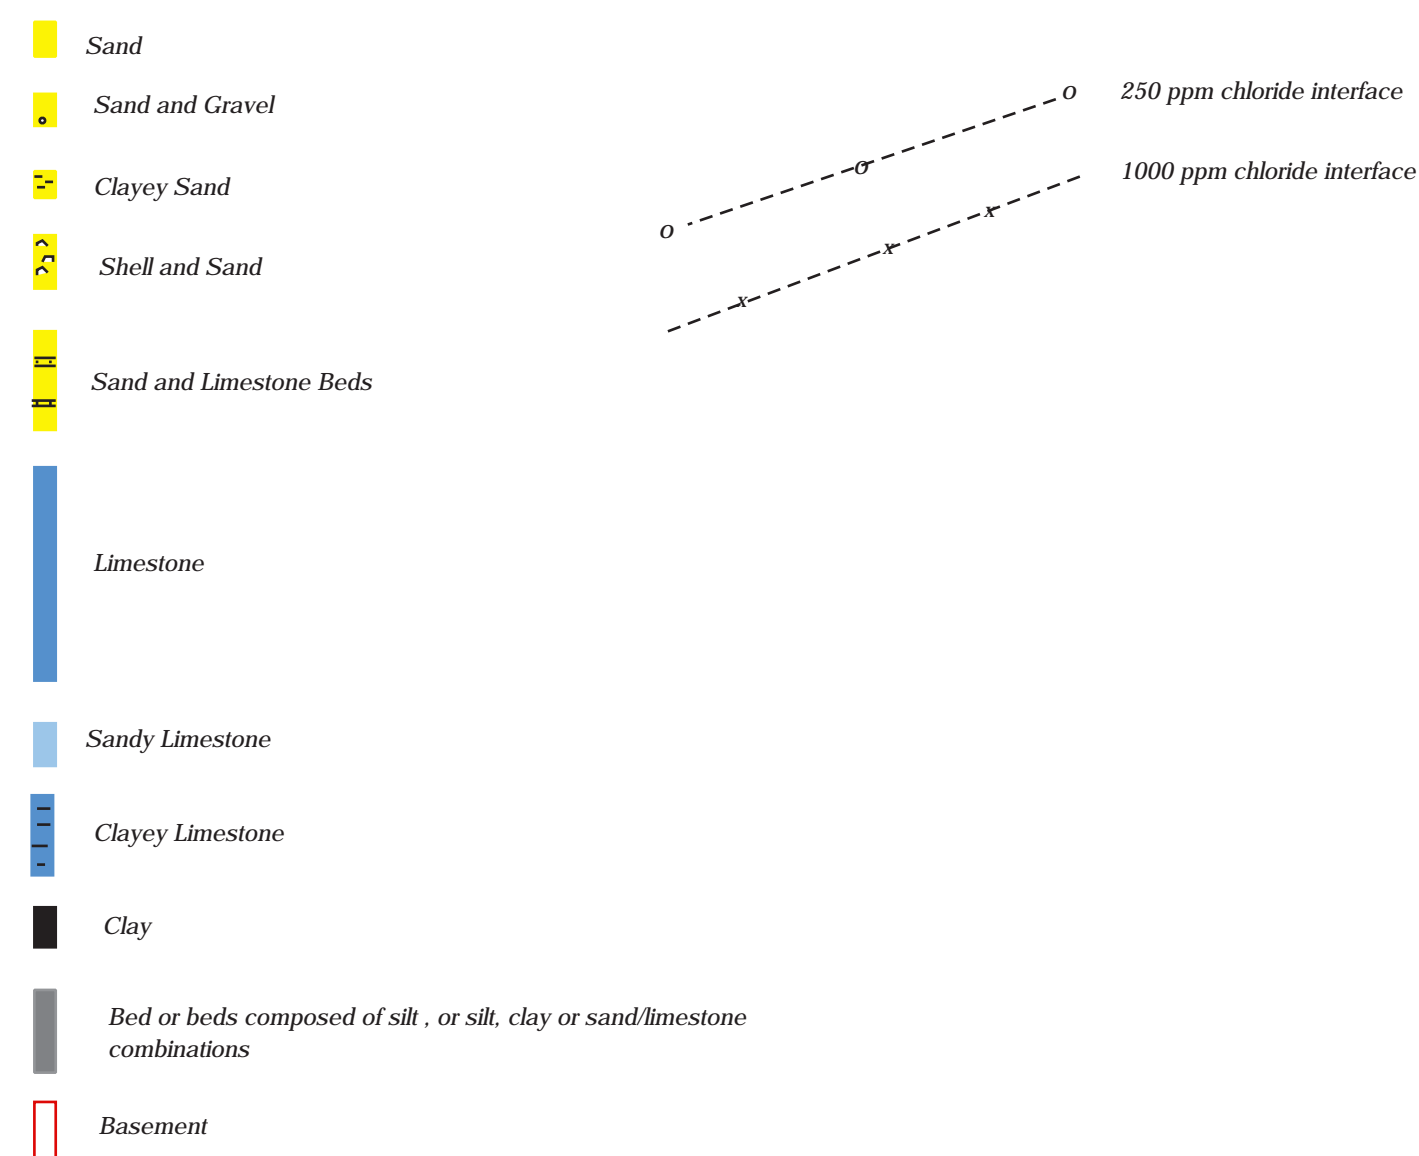 Sand
Sand and Gravel
Clayey Sand
Shell and Sand
Sand and Limestone Beds
Limestone
Sandy Limestone
Clayey Limestone
Clay
Bed or beds composed of silt , or silt, clay or sand/limestone
combinations
Basement
o
o
o
250 ppm chloride interface
x
x
x
1000 ppm chloride interface